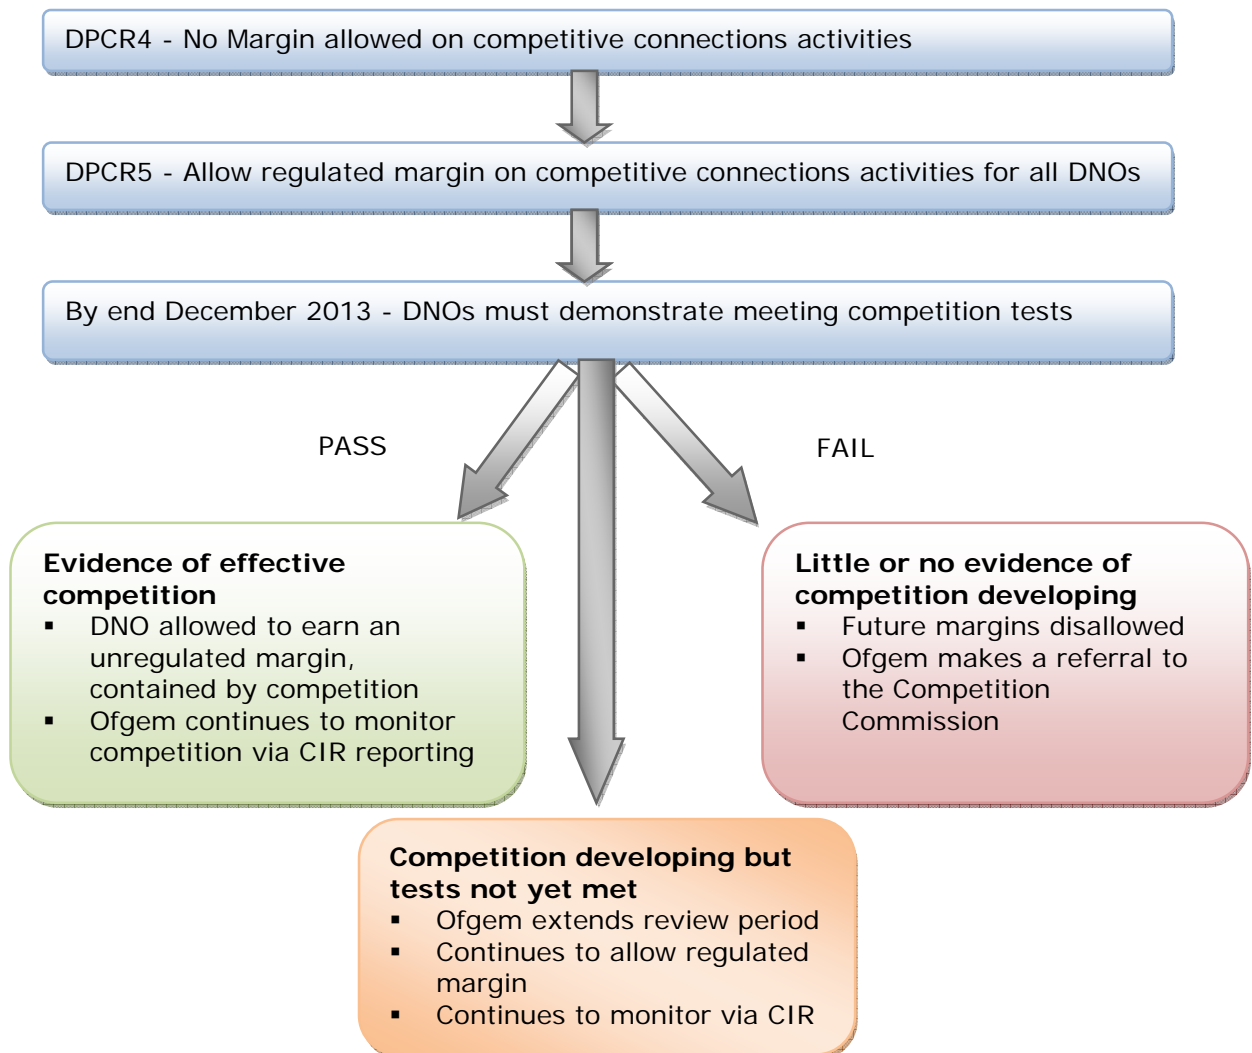 DPCR4 - No Margin allowed on competitive connections activities
DPCR5 - Allow regulated margin on competitive connections activities for all DNOs
By end December 2013 - DNOs must demonstrate meeting competition tests
PASS
FAIL
Evidence of effective
competition
▪ DNO allowed to earn an
unregulated margin,
contained by competition
▪ Ofgem continues to monitor
competition via CIR reporting
Little or no evidence of
competition developing
▪ Future margins disallowed
▪ Ofgem makes a referral to
the Competition
Commission
Competition developing but
tests not yet met
▪ Ofgem extends review period
▪ Continues to allow regulated
margin
▪ Continues to monitor via CIR